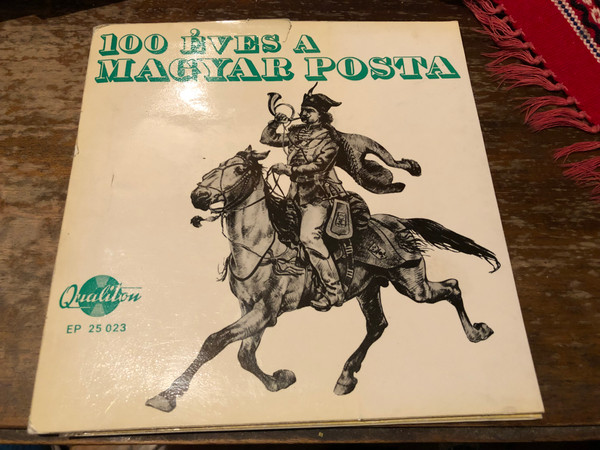 100 ÉVES A
MAGYAR POSTA
Qualiton
EP 25 023